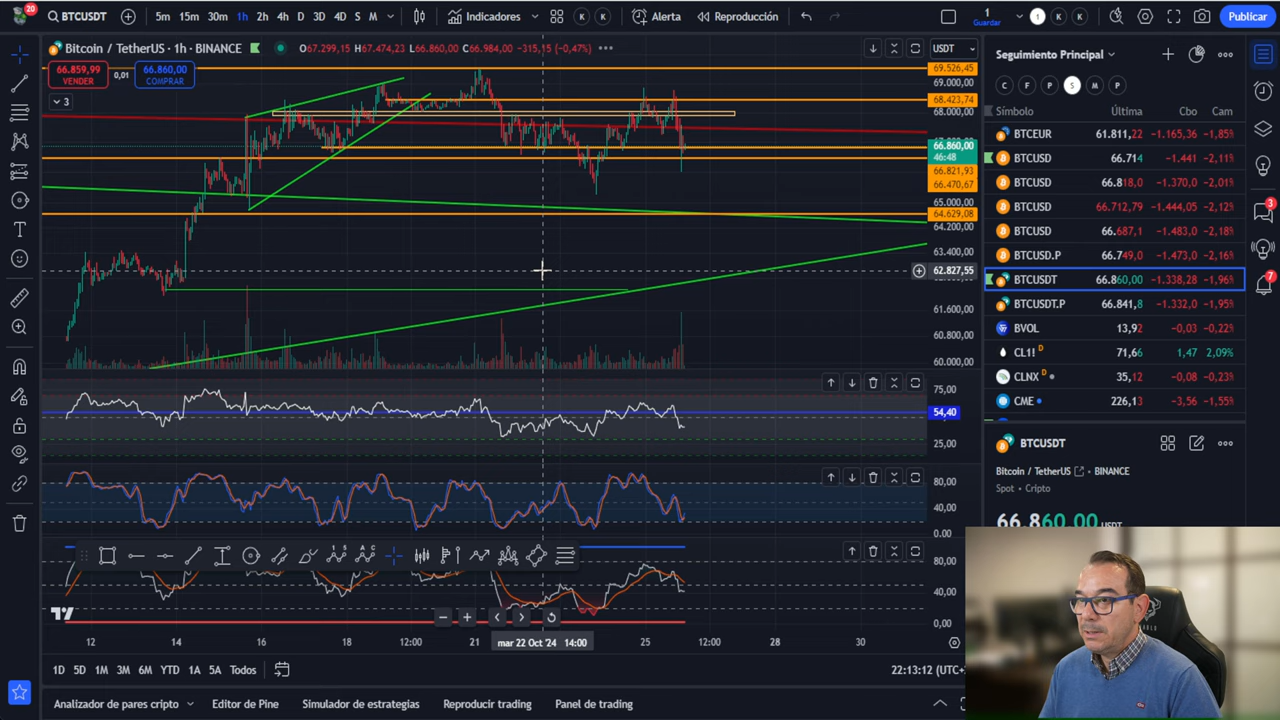 20
BTCUSDT
5m 15m 30m 1h 2h 4h D 3D 4D S M
Indicadores
K K
Alerta
Reproducción
1
Guardar
1 K K
Publicar
Bitcoin / TetherUS · 1h · BINANCE
O67.299,15 H67.474,23 L66.860,00 C66.984,00 −315,15 (−0,47%)
USDT
66.859,99
VENDER
0,01
66.860,00
COMPRAR
3
69.526,45
69.000,00
68.423,74
68.000,00
66.860,00
46:48
66.821,93
66.470,67
65.000,00
64.629,08
64.200,00
63.400,00
62.827,55
61.600,00
60.800,00
60.000,00
75,00
54,40
25,00
80,00
40,00
0,00
80,00
40,00
0,00
12 14 16 18 12:00 21 mar 22 Oct '24 14:00 25 12:00 28 30
1D 5D 1M 3M 6M YTD 1A 5A Todos
22:13:12 (UTC+
Analizador de pares cripto
Editor de Pine
Simulador de estrategias
Reproducir trading
Panel de trading
Seguimiento Principal
C F P S M P
Símbolo Última Cbo Cam
BTCEUR 61.811,22 −1.165,36 −1,85%
BTCUSD 66.714 −1.441 −2,11%
BTCUSD 66.818,0 −1.370,0 −2,01%
BTCUSD 66.712,79 −1.444,05 −2,12%
BTCUSD 66.687,1 −1.483,0 −2,18%
BTCUSD.P 66.749,0 −1.473,0 −2,16%
BTCUSDT 66.860,00 −1.338,28 −1,96%
BTCUSDT.P 66.841,8 −1.332,0 −1,95%
BVOL 13,92 −0,03 −0,22%
CL1! D 71,66 1,47 2,09%
CLNX D 35,12 −0,08 −0,23%
CME 226,13 −3,56 −1,55%
BTCUSDT
Bitcoin / TetherUS · BINANCE
Spot · Cripto
66.860,00 USDT
3
7